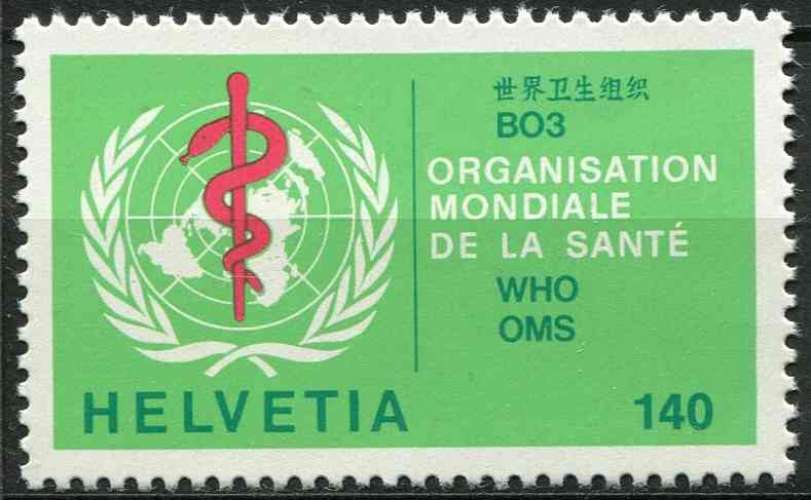 世界卫生组织
ВОЗ
ORGANISATION
MONDIALE
DE LA SANTÉ
WHO
OMS
HELVETIA
140